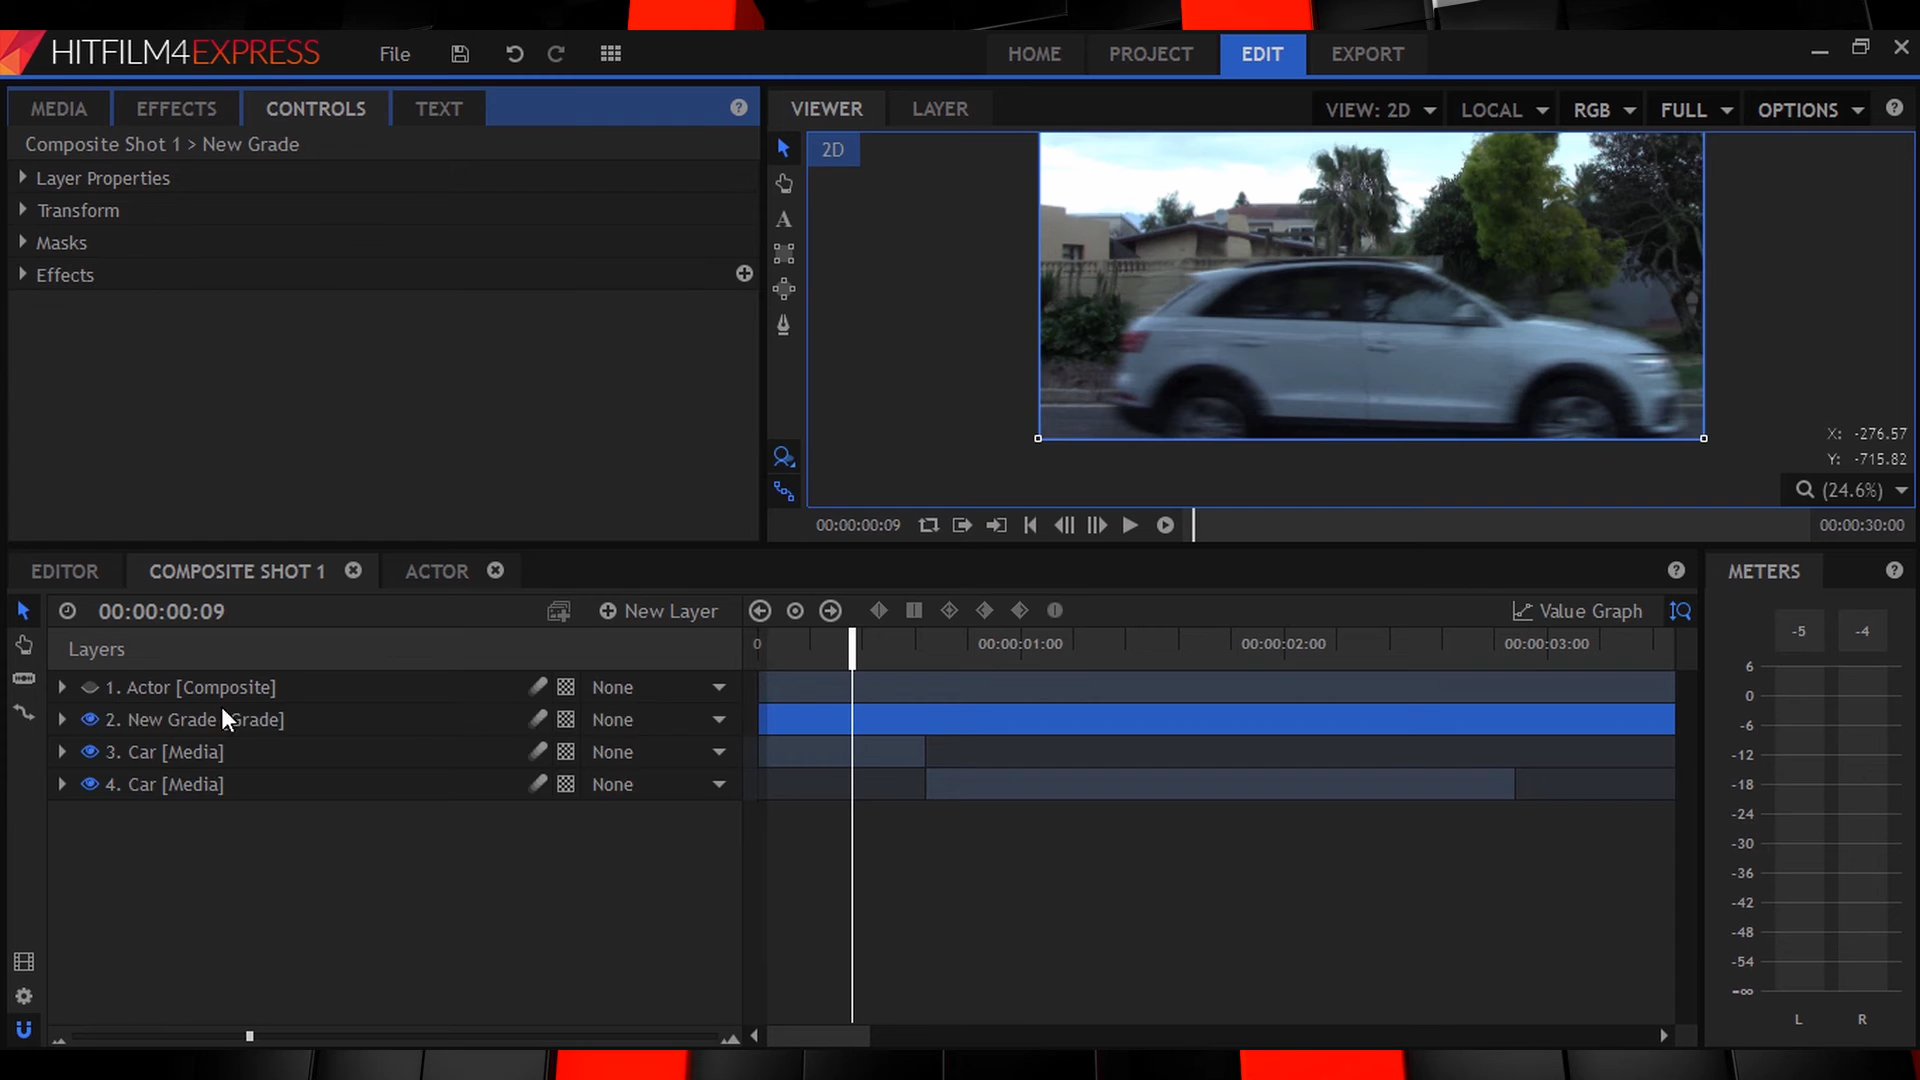 HITFILM4EXPRESS File HOME PROJECT EDIT EXPORT
MEDIA EFFECTS CONTROLS TEXT
Composite Shot 1 > New Grade
Layer Properties
Transform
Masks
Effects
VIEWER LAYER VIEW: 2D LOCAL RGB FULL OPTIONS
2D
X: -276.57
Y: -715.82
(24.6%)
00:00:00:09 00:00:30:00
EDITOR COMPOSITE SHOT 1 ACTOR
00:00:00:09 New Layer Value Graph
Layers 0 00:00:01:00 00:00:02:00 00:00:03:00
1. Actor [Composite] None
2. New Grade Grade] None
3. Car [Media] None
4. Car [Media] None
METERS
-5 -4
6
0
-6
-12
-18
-24
-30
-36
-42
-48
-54
-∞
L R